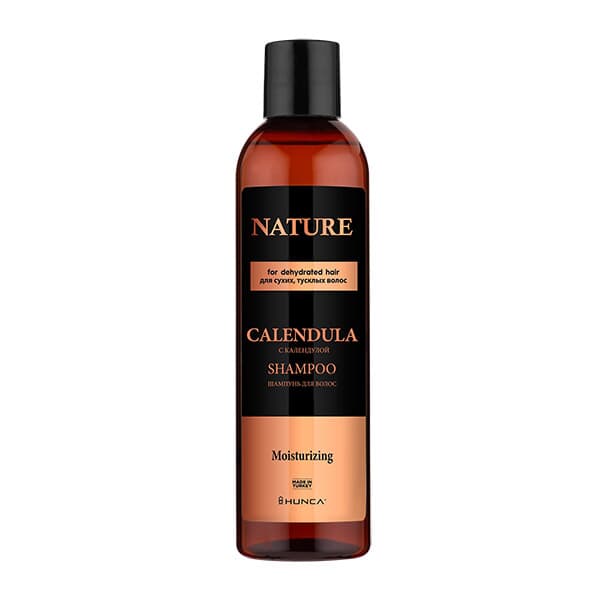 NATURE
for dehydrated hair
для сухих, тусклых волос
CALENDULA
С КАЛЕНДУЛОЙ
SHAMPOO
ШАМПУНЬ ДЛЯ ВОЛОС
Moisturizing
MADE IN
TURKEY
HUNCA